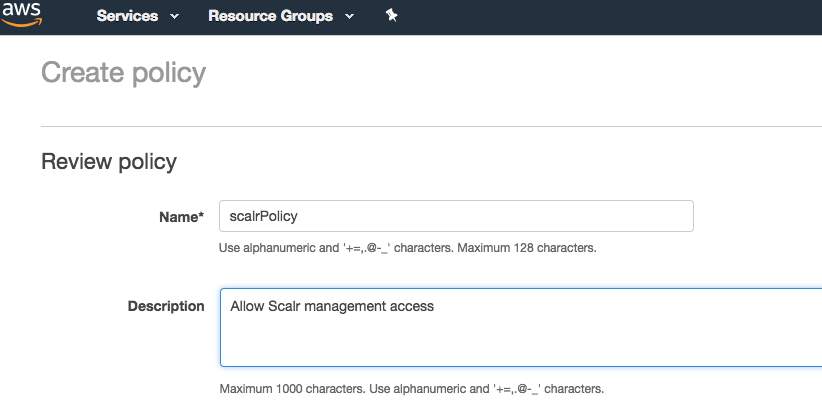 aws Services Resource Groups
Create policy
Review policy
Name* scalrPolicy
Use alphanumeric and '+=,.@-_' characters. Maximum 128 characters.
Description Allow Scalr management access
Maximum 1000 characters. Use alphanumeric and '+=,.@-_' characters.